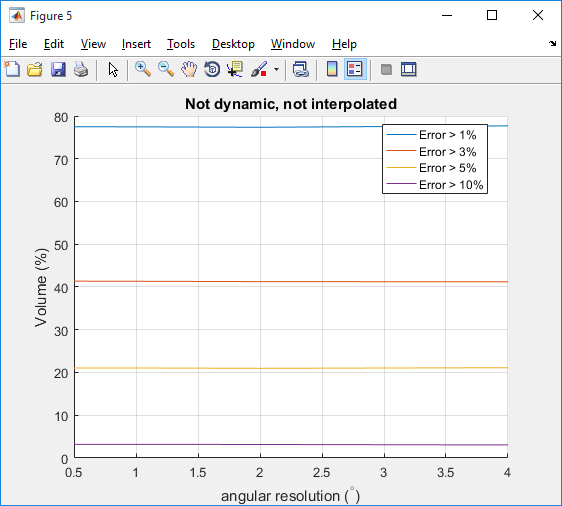 Figure 5
File Edit View Insert Tools Desktop Window Help
Not dynamic, not interpolated
Error > 1%
Error > 3%
Error > 5%
Error > 10%
80
70
60
50
40
30
20
10
0
Volume (%)
0.5 1 1.5 2 2.5 3 3.5 4
angular resolution (°)